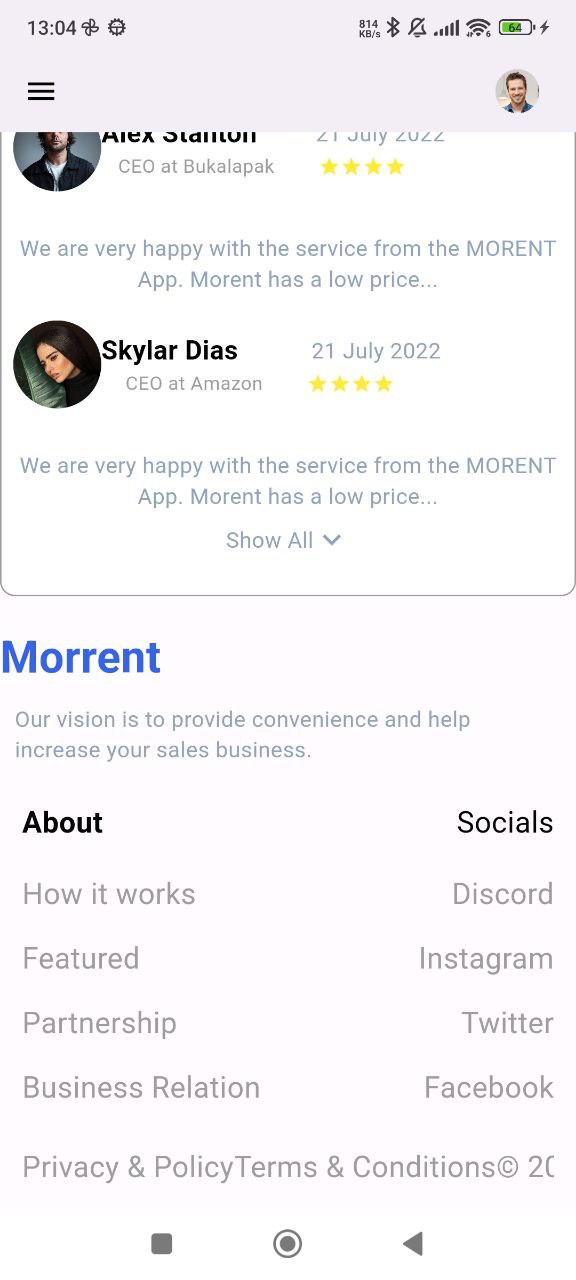 13:04 814 KB/s 6 64
Alex Stanton 21 July 2022
CEO at Bukalapak
We are very happy with the service from the MORENT
App. Morent has a low price...
Skylar Dias 21 July 2022
CEO at Amazon
We are very happy with the service from the MORENT
App. Morent has a low price...
Show All
Morrent
Our vision is to provide convenience and help
increase your sales business.
About Socials
How it works Discord
Featured Instagram
Partnership Twitter
Business Relation Facebook
Privacy & PolicyTerms & Conditions© 20